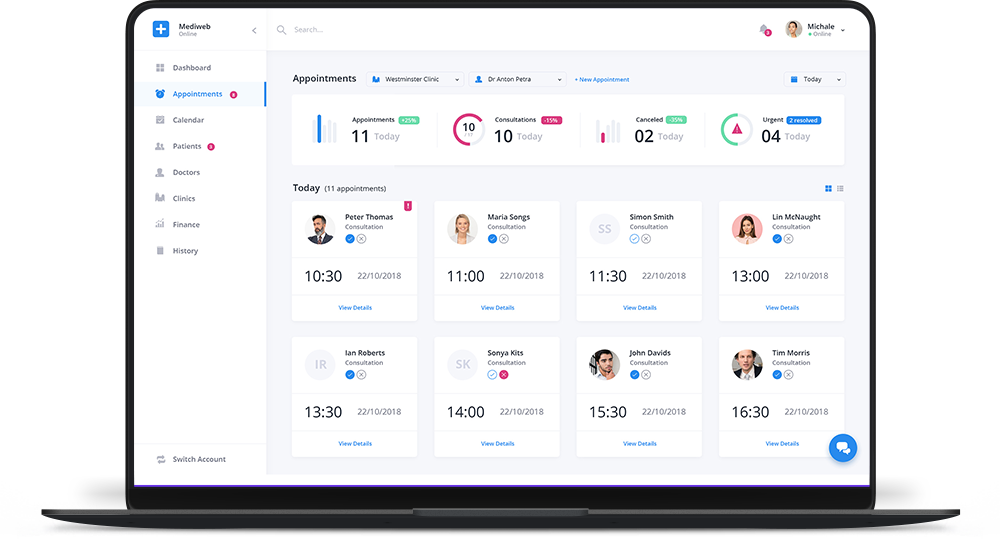 Mediweb
Online
Search...
3
Michale
Online
Dashboard
Appointments 8
Calendar
Patients 3
Doctors
Clinics
Finance
History
Switch Account
Appointments Westminster Clinic Dr Anton Petra + New Appointment Today
Appointments +25%
11 Today
10
Consultations -15%
10 Today
Canceled -35%
02 Today
Urgent 2 resolved
04 Today
Today (11 appointments)
Peter Thomas !
Consultation
10:30 22/10/2018
View Details
Maria Songs
Consultation
11:00 22/10/2018
View Details
SS
Simon Smith
Consultation
11:30 22/10/2018
View Details
Lin McNaught
Consultation
13:00 22/10/2018
View Details
IR
Ian Roberts
Consultation
13:30 22/10/2018
View Details
SK
Sonya Kits
Consultation
14:00 22/10/2018
View Details
John Davids
Consultation
15:30 22/10/2018
View Details
Tim Morris
Consultation
16:30 22/10/2018
View Details